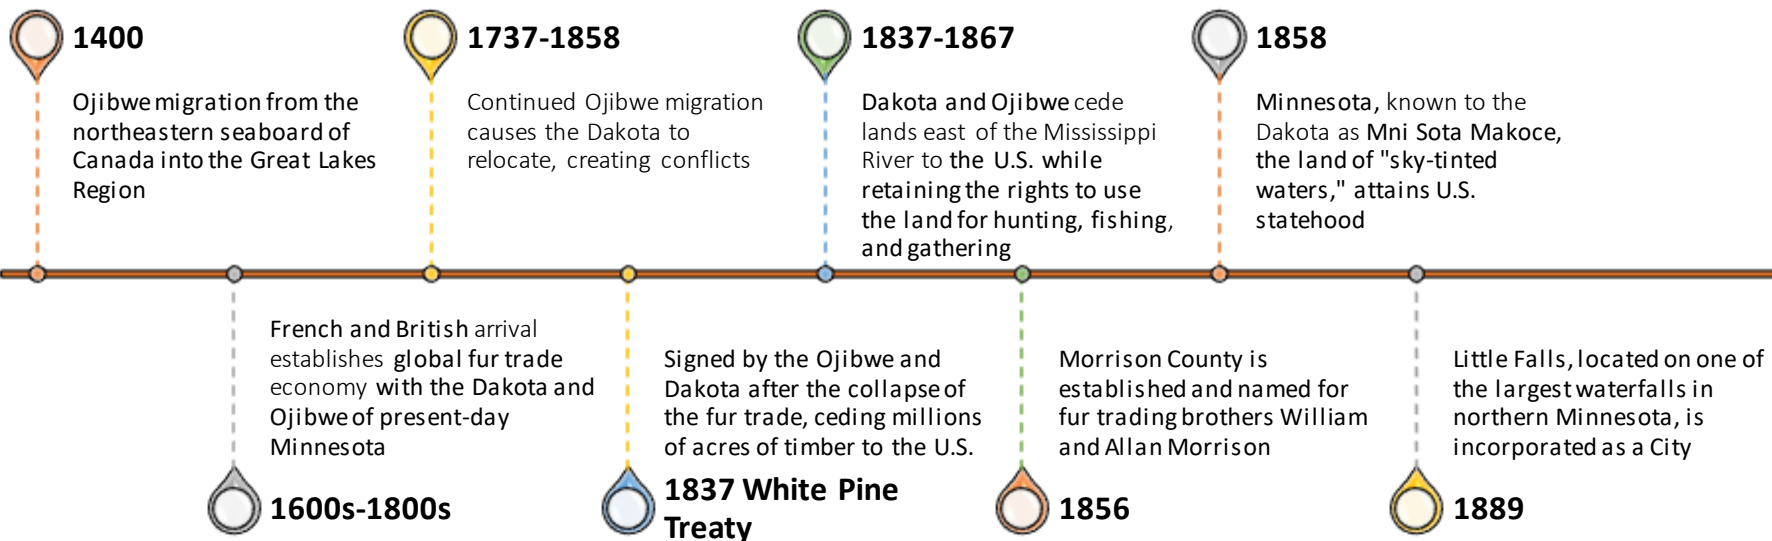 1400
Ojibwe migration from the
northeastern seaboard of
Canada into the Great Lakes
Region
1737-1858
Continued Ojibwe migration
causes the Dakota to
relocate, creating conflicts
1837-1867
Dakota and Ojibwe cede
lands east of the Mississippi
River to the U.S. while
retaining the rights to use
the land for hunting, fishing,
and gathering
1858
Minnesota, known to the
Dakota as Mni Sota Makoce,
the land of "sky-tinted
waters," attains U.S.
statehood
French and British arrival
establishes global fur trade
economy with the Dakota and
Ojibwe of present-day
Minnesota
1600s-1800s
Signed by the Ojibwe and
Dakota after the collapse of
the fur trade, ceding millions
of acres of timber to the U.S.
1837 White Pine
Treaty
Morrison County is
established and named for
fur trading brothers William
and Allan Morrison
1856
Little Falls, located on one of
the largest waterfalls in
northern Minnesota, is
incorporated as a City
1889